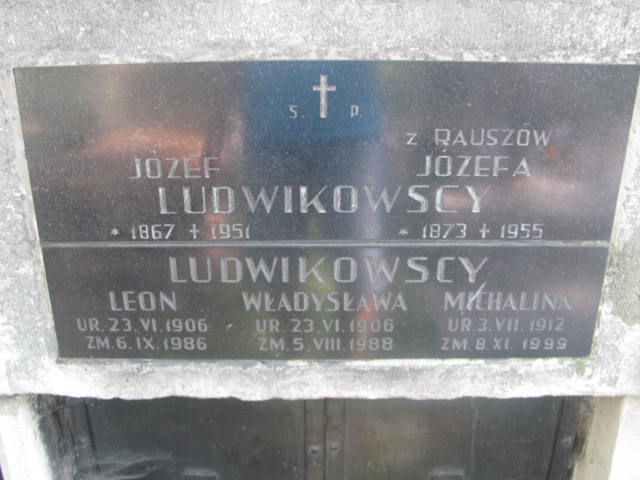 Ś. P.
Z RAUSZÓW
JÓZEF JÓZEFA
LUDWIKOWSCY
* 1867 + 1951 * 1873 + 1955
LUDWIKOWSCY
LEON WŁADYSŁAWA MICHALINA
UR. 23. VI. 1906 UR. 23. VI. 1906 UR. 3. VII. 1912
ZM. 6. IX. 1986 ZM. 5. VIII. 1988 ZM. 8. XI. 1999